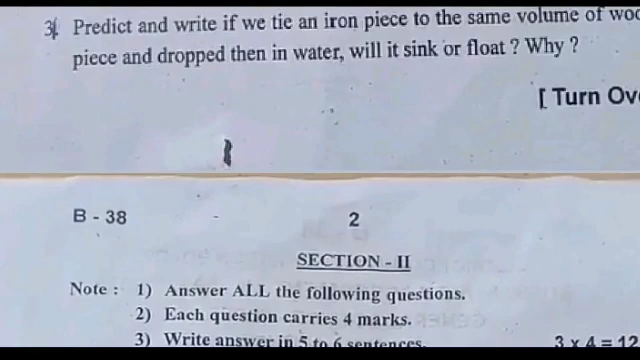 3. Predict and write if we tie an iron piece to the same volume of
piece and dropped then in water, will it sink or float ? Why ?
[ Turn
B - 38
2
SECTION - II
Note : 1) Answer ALL the following questions.
2) Each question carries 4 marks.
3) Write answer in 5 to 6 sentences.
3 x 4 = 12